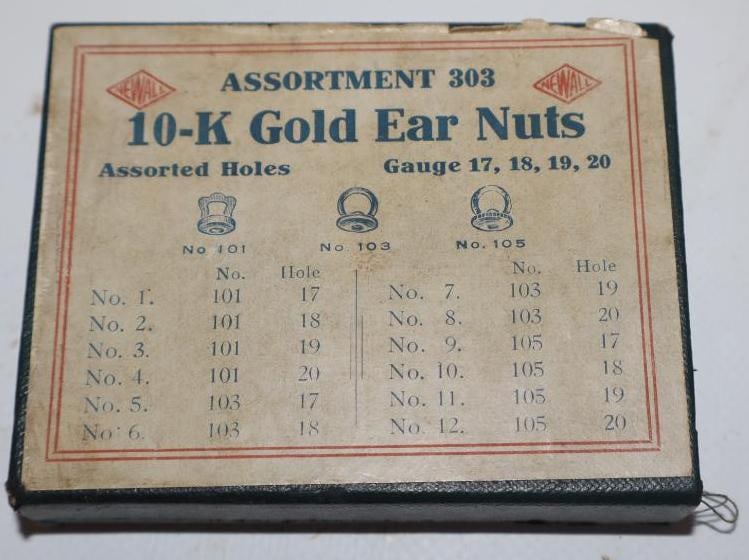 NEWALL ASSORTMENT 303 NEWALL
10-K Gold Ear Nuts
Assorted Holes Gauge 17, 18, 19, 20
No. 101 No. 103 No. 105
No. Hole No. Hole
No. 1. 101 17 No. 7. 103 19
No. 2. 101 18 No. 8. 103 20
No. 3. 101 19 No. 9. 105 17
No. 4. 101 20 No. 10. 105 18
No. 5. 103 17 No. 11. 105 19
No. 6. 103 18 No. 12. 105 20